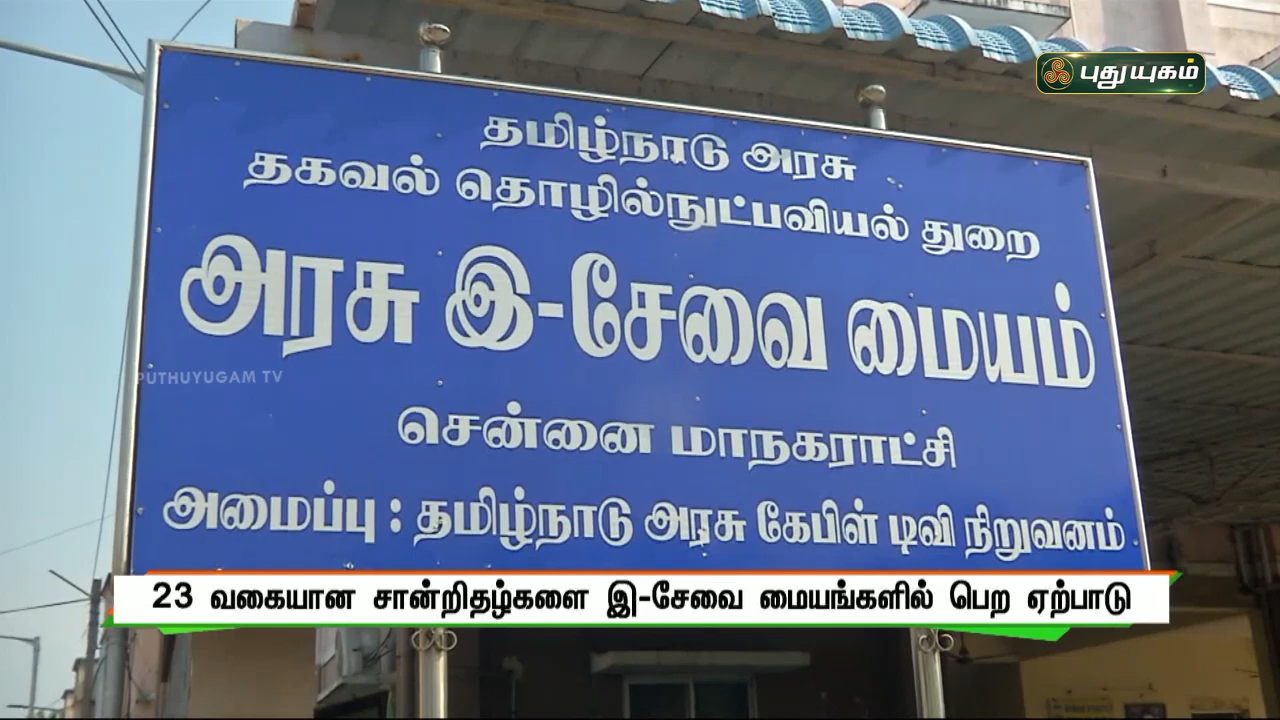 புதுயுகம்
தமிழ்நாடு அரசு
தகவல் தொழில்நுட்பவியல் துறை
அரசு இ-சேவை மையம்
PUTHUYUGAM TV
சென்னை மாநகராட்சி
அமைப்பு : தமிழ்நாடு அரசு கேபிள் டிவி நிறுவனம்
23 வகையான சான்றிதழ்களை இ-சேவை மையங்களில் பெற ஏற்பாடு